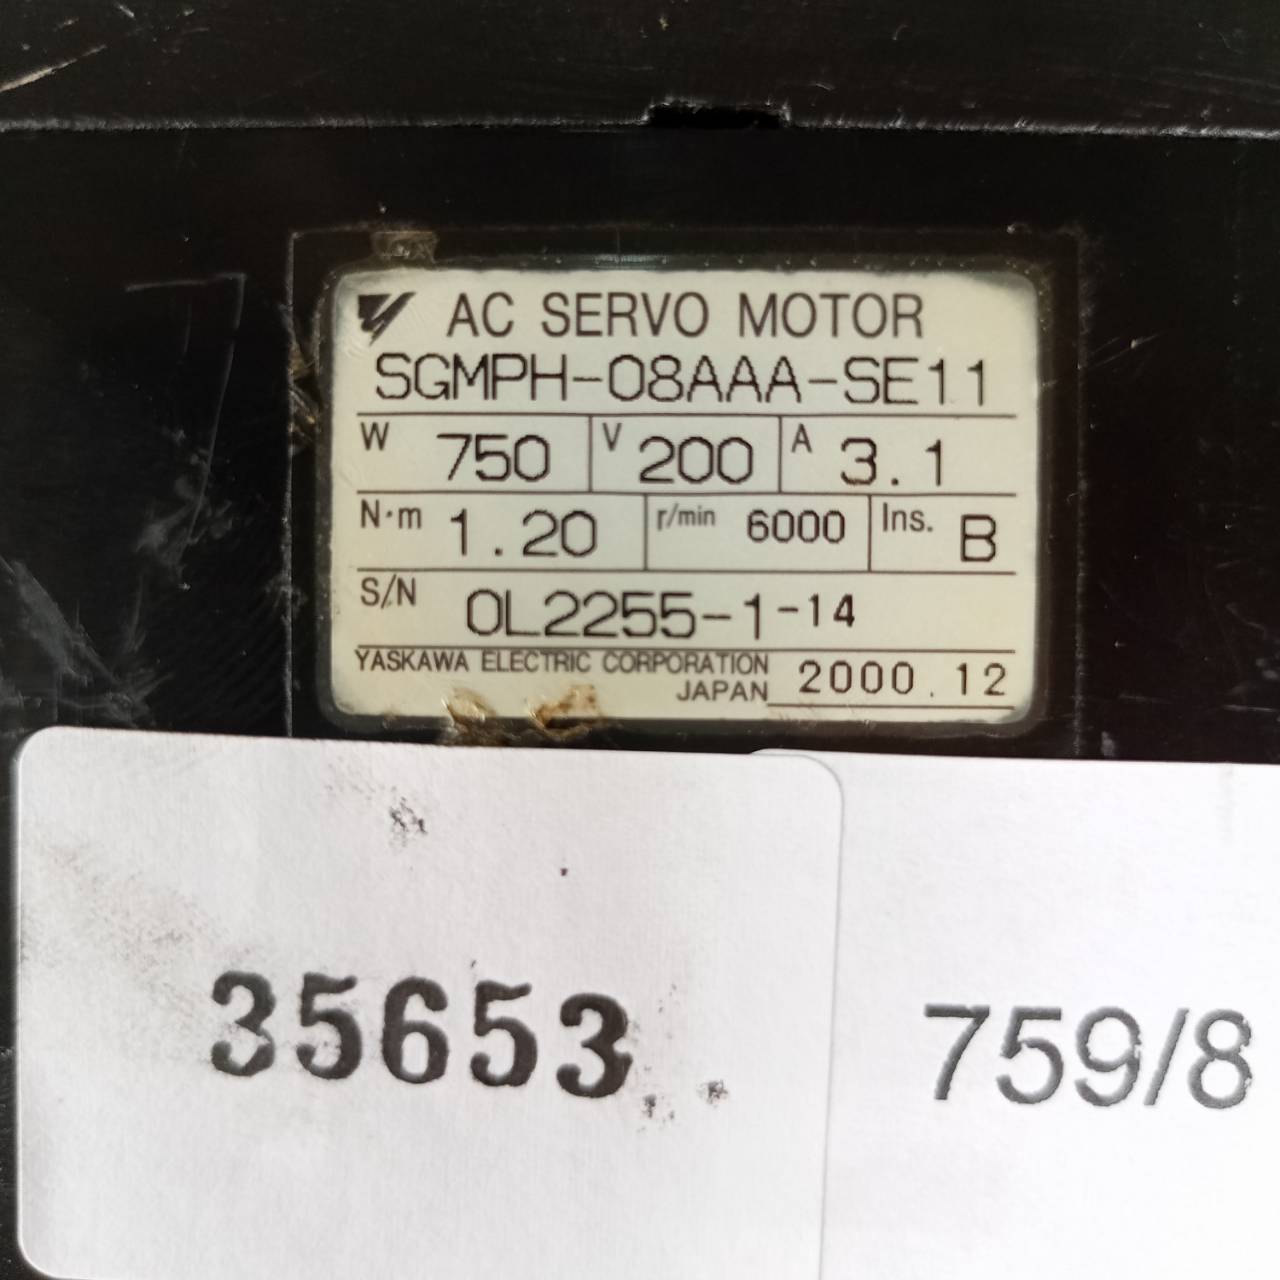 AC SERVO MOTOR
SGMPH-08AAA-SE11
W 750 V 200 A 3.1
N·m 1.20 r/min 6000 Ins. B
S/N 0L2255-1-14
YASKAWA ELECTRIC CORPORATION
JAPAN 2000.12
35653
759/8